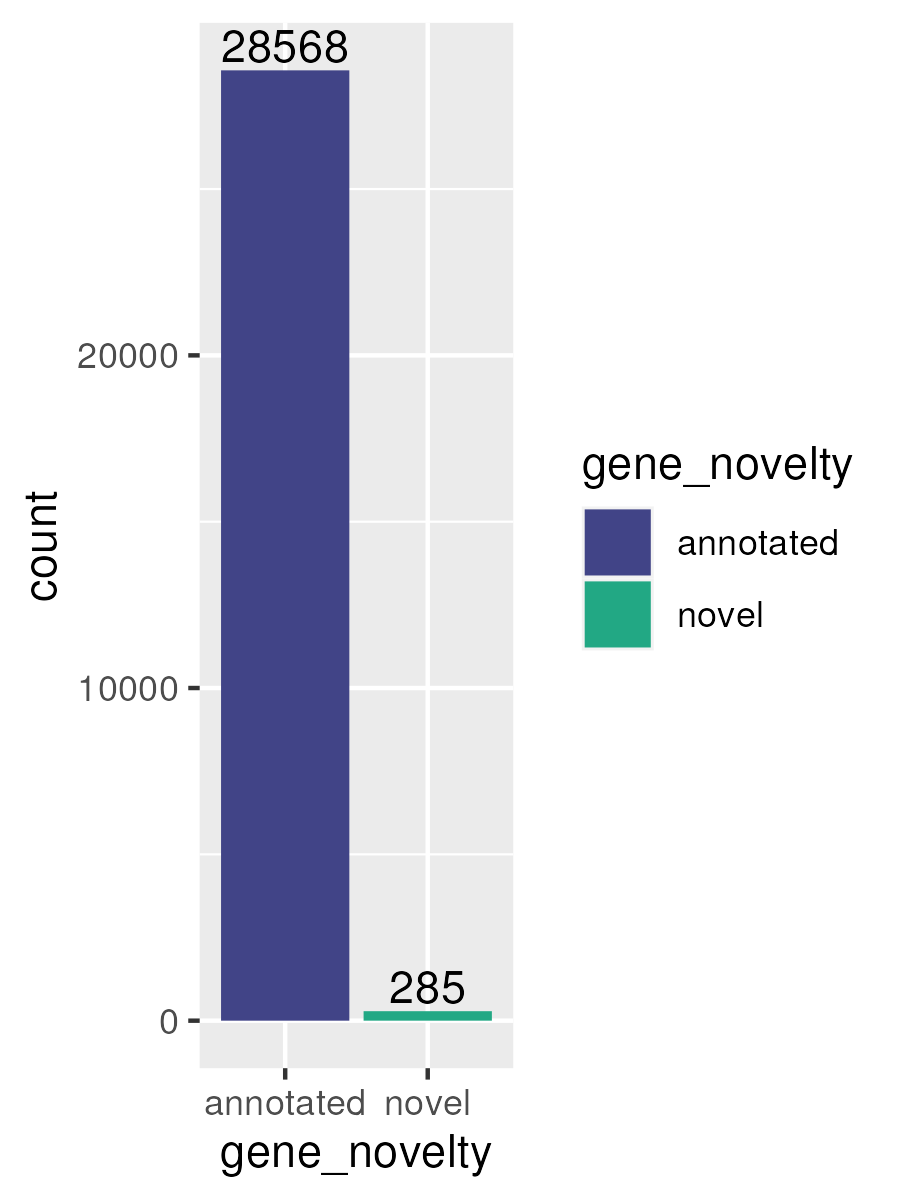 28568
20000
10000
0
count
285
annotated novel
gene_novelty
gene_novelty
annotated
novel